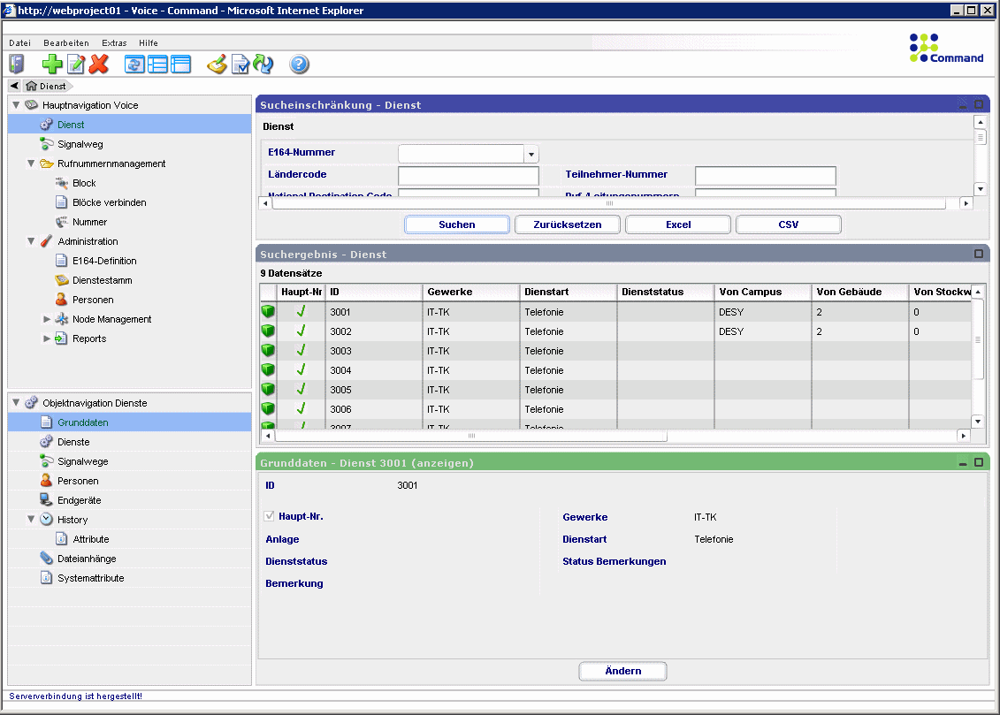 http://webproject01 - Voice - Command - Microsoft Internet Explorer
Datei Bearbeiten Extras Hilfe
Command
Dienst
Hauptnavigation Voice
Dienst
Signalweg
Rufnummernmanagement
Block
Blöcke verbinden
Nummer
Administration
E164-Definition
Dienstestamm
Personen
Node Management
Reports
Objektnavigation Dienste
Grunddaten
Dienste
Signalwege
Personen
Endgeräte
History
Attribute
Dateianhänge
Systemattribute
Sucheinschränkung - Dienst
Dienst
E164-Nummer
Ländercode Teilnehmer-Nummer
National Destination Code
Suchen Zurücksetzen Excel CSV
Suchergebnis - Dienst
9 Datensätze
Haupt-Nr ID Gewerke Dienstart Dienststatus Von Campus Von Gebäude Von Stockw
3001 IT-TK Telefonie DESY 2 0
3002 IT-TK Telefonie DESY 2 0
3003 IT-TK Telefonie
3004 IT-TK Telefonie
3005 IT-TK Telefonie
3006 IT-TK Telefonie
3007 IT-TK Telefonie
Grunddaten - Dienst 3001 (anzeigen)
ID 3001
Haupt-Nr. Gewerke IT-TK
Anlage Dienstart Telefonie
Dienststatus Status Bemerkungen
Bemerkung
Ändern
Serververbindung ist hergestellt!